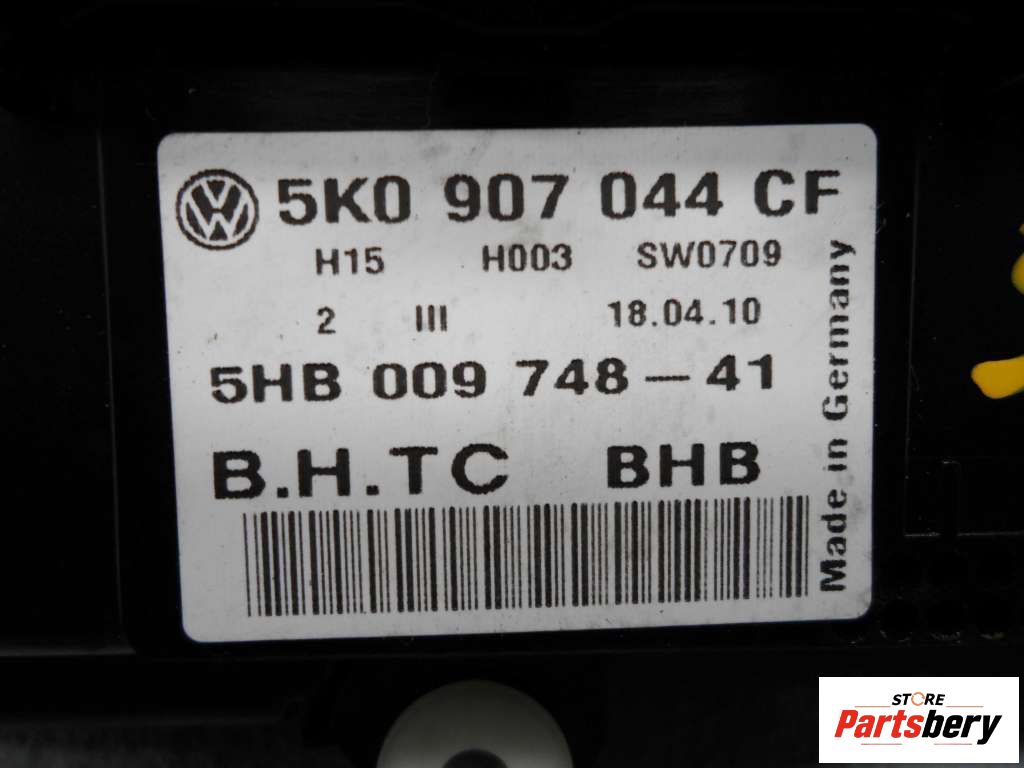 5K0 907 044 CF
H15 H003 SW0709
2 III 18.04.10
5HB 009 748-41
B.H.TC BHB
Made in Germany
STORE
Partsbery